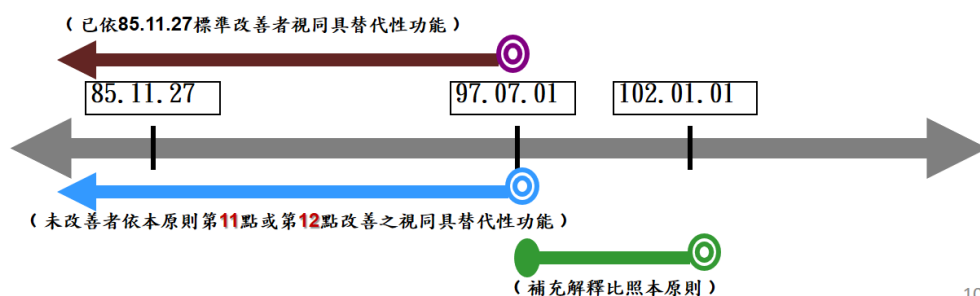 （已依85.11.27標準改善者視同具替代性功能）
85.11.27
97.07.01
102.01.01
（未改善者依本原則第11點或第12點改善之視同具替代性功能）
（補充解釋比照本原則）